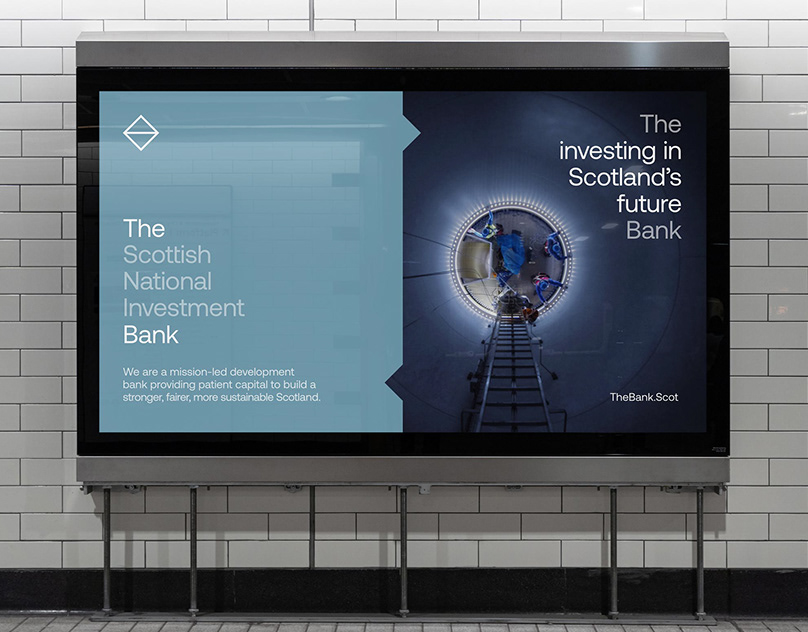 The
Scottish
National
Investment
Bank
We are a mission-led development
bank providing patient capital to build a
stronger, fairer, more sustainable Scotland.
The
investing in
Scotland's
future
Bank
TheBank.Scot